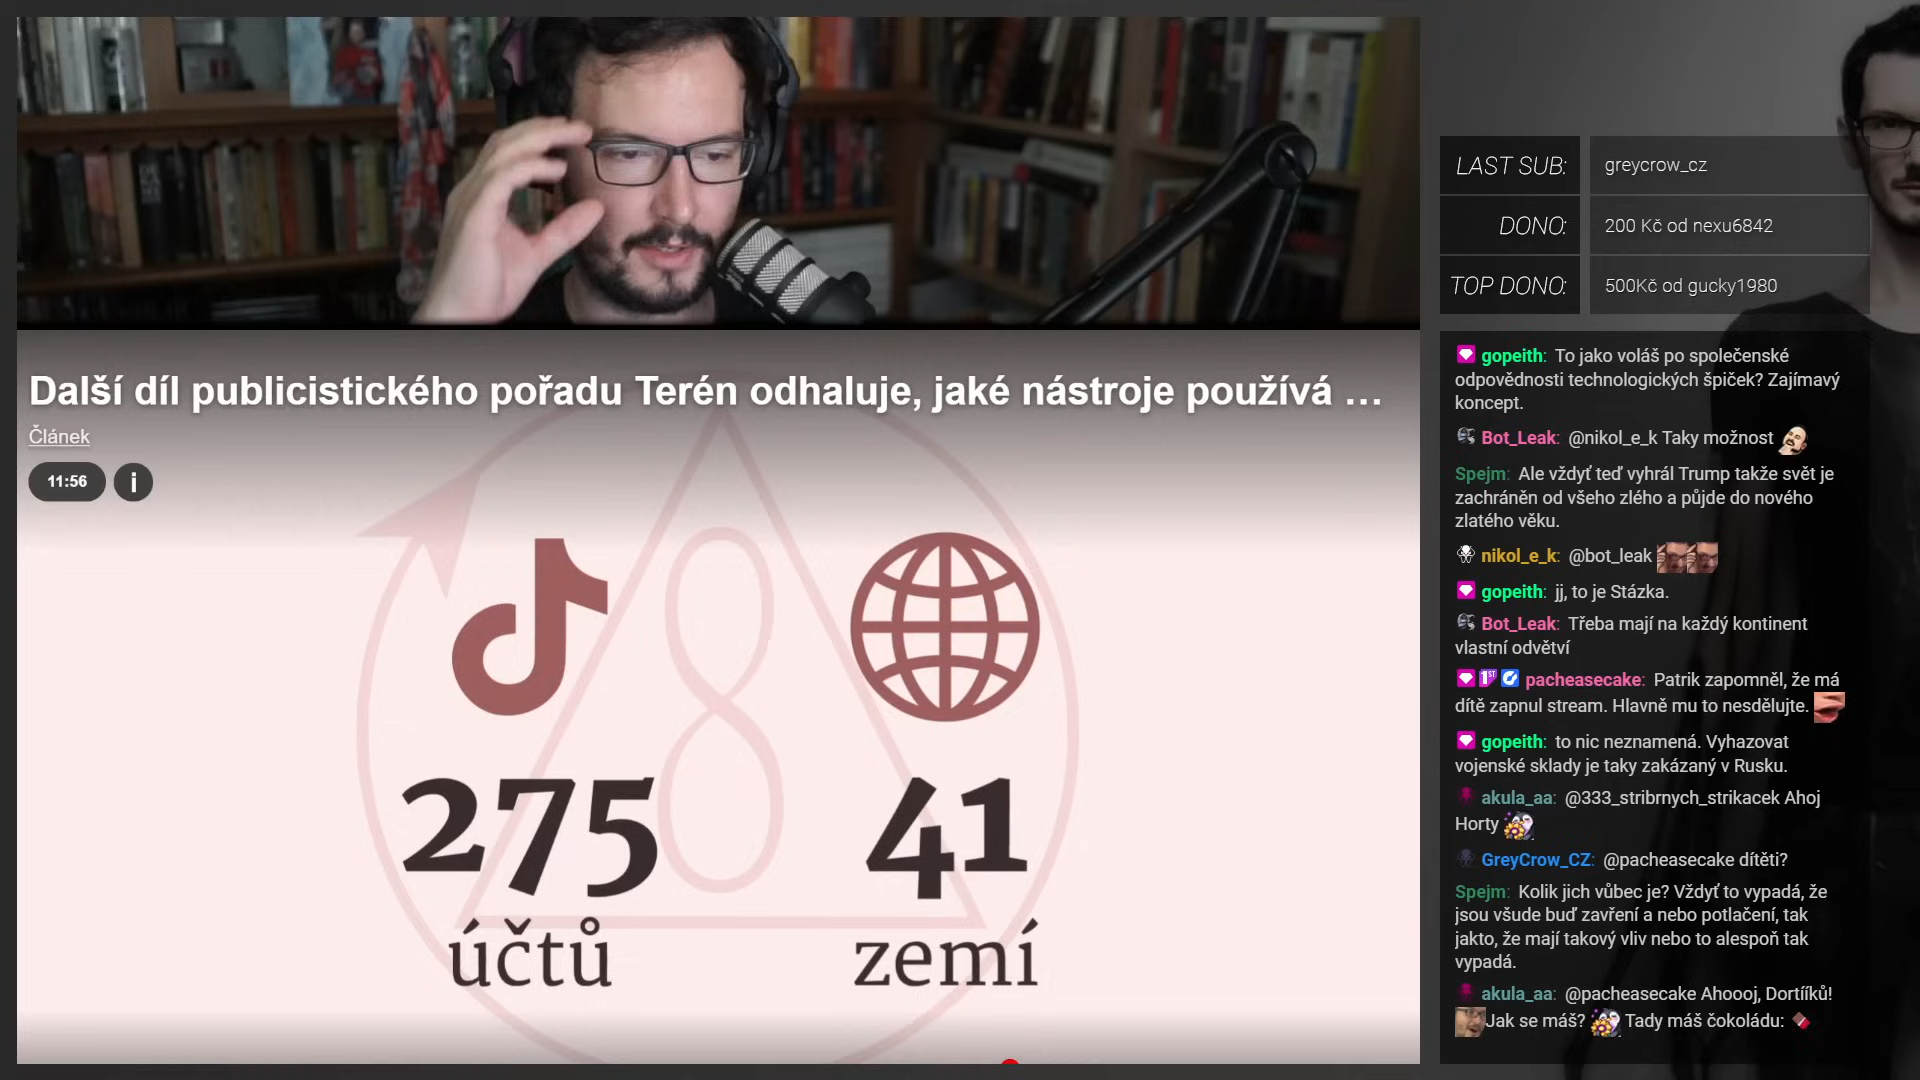 LAST SUB:
greycrow_cz
DONO:
200 Kč od nexu6842
TOP DONO:
500Kč od gucky1980
Další díl publicistického pořadu Terén odhaluje, jaké nástroje používá ...
Článek
11:56
i
275
41
účtů
zemí
gopeith: To jako voláš po společenské
odpovědnosti technologických špiček? Zajímavý
koncept.
Bot_Leak: @nikol_e_k Taky možnost
Spejm: Ale vždyť teď vyhrál Trump takže svět je
zachráněn od všeho zlého a půjde do nového
zlatého věku.
nikol_e_k: @bot_leak
gopeith: jj, to je Stázka.
Bot_Leak: Třeba mají na každý kontinent
vlastní odvětví
1ST pacheasecake: Patrik zapomněl, že má
dítě zapnul stream. Hlavně mu to nesdělujte.
gopeith: to nic neznamená. Vyhazovat
vojenské sklady je taky zakázaný v Rusku.
akula_aa: @333_stribrnych_strikacek Ahoj
Horty
GreyCrow_CZ: @pacheasecake dítěti?
Spejm: Kolik jich vůbec je? Vždyť to vypadá, že
jsou všude buď zavření a nebo potlačení, tak
jakto, že mají takový vliv nebo to alespoň tak
vypadá.
akula_aa: @pacheasecake Ahoooj, Dortííků!
Jak se máš? Tady máš čokoládu: